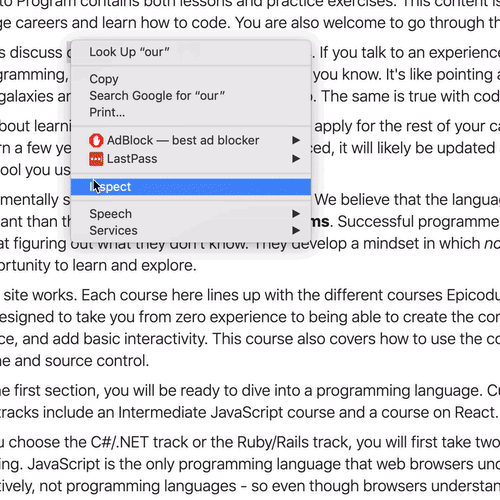 to Program contains both lessons and practice exercises. This content is
ge careers and learn how to code. You are also welcome to go through th
s discuss
. If you talk to an experience
gramming,
you know. It's like pointing a
galaxies an
o. The same is true with cod
bout learni
apply for the rest of your ca
rn a few ye
ced, it will likely be updated
ool you us
Look Up “our”
Copy
Search Google for “our”
Print...
AdBlock — best ad blocker
LastPass
Inspect
Speech
Services
mentally s
We believe that the langua
ant than th
ms. Successful programme
at figuring out what they don't know. They develop a mindset in which no
ortunity to learn and explore.
site works. Each course here lines up with the different courses Epicodu
esigned to take you from zero experience to being able to create the con
ce, and add basic interactivity. This course also covers how to use the co
ne and source control.
he first section, you will be ready to dive into a programming language. Cu
tracks include an Intermediate JavaScript course and a course on React.
u choose the C#/.NET track or the Ruby/Rails track, you will first take two
ing. JavaScript is the only programming language that web browsers und
tively, not programming languages - so even though browsers understan